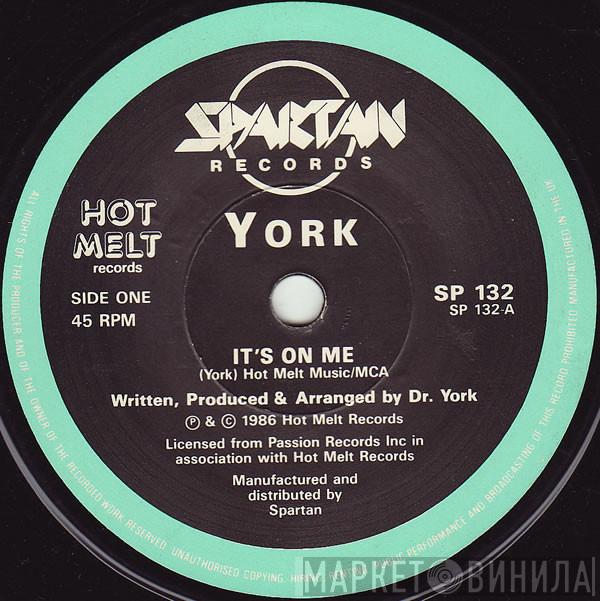 SPARTAN
RECORDS
HOT
MELT
records
YORK
SIDE ONE
45 RPM
SP 132
SP 132-A
IT'S ON ME
(York) Hot Melt Music/MCA
Written, Produced & Arranged by Dr. York
℗ & © 1986 Hot Melt Records
Licensed from Passion Records Inc in
association with Hot Melt Records
Manufactured and
distributed by
Spartan
ALL RIGHTS OF THE PRODUCER AND OF THE OWNER OF THE RECORDED WORK RESERVED. UNAUTHORISED COPYING, HIRING, RENTING, PUBLIC PERFORMANCE AND BROADCASTING OF THIS RECORD PROHIBITED. MANUFACTURED IN THE UK
МАРКЕТ ВИНИЛА